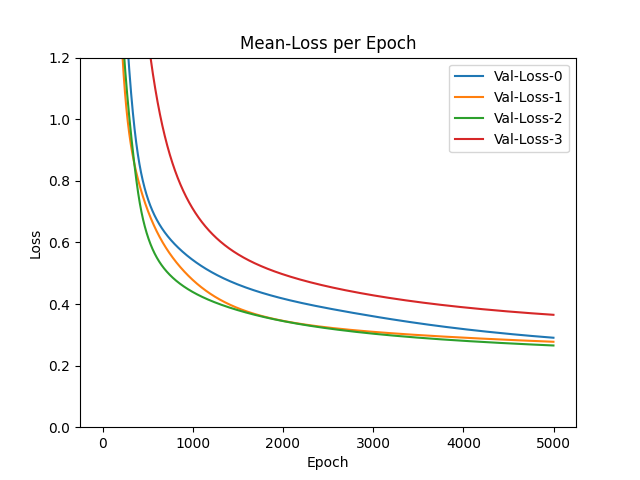 Mean-Loss per Epoch
1.2
1.0
0.8
0.6
0.4
0.2
0.0
Loss
Val-Loss-0
Val-Loss-1
Val-Loss-2
Val-Loss-3
0 1000 2000 3000 4000 5000
Epoch